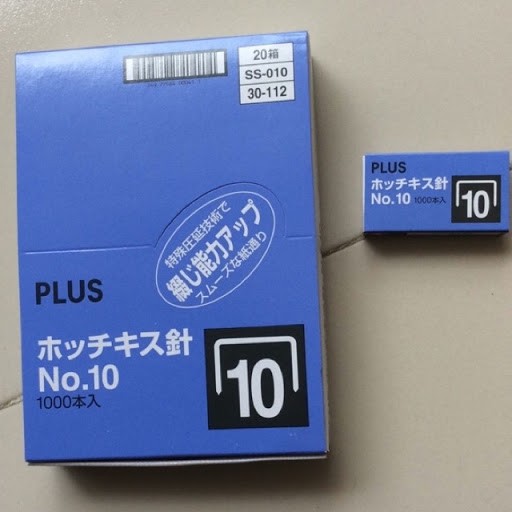 20箱
SS-010
30-112
特殊圧延技術で
綴じ能力アップ
スムーズな紙通り
PLUS
ホッチキス針
No.10
1000本入
10
PLUS
ホッチキス針
No.10 1000本入
10